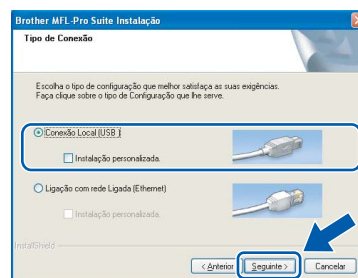 Brother MFL-Pro Suite Instalação
Tipo de Conexão
Escolha o tipo de configuração que melhor satisfaça as suas exigências.
Faça clique sobre o tipo de Configuração que lhe serve.
Conexão Local (USB )
Instalação personalizada.
Ligação com rede Ligada (Ethernet)
Instalação personalizada.
InstallShield
< Anterior Seguinte > Cancelar